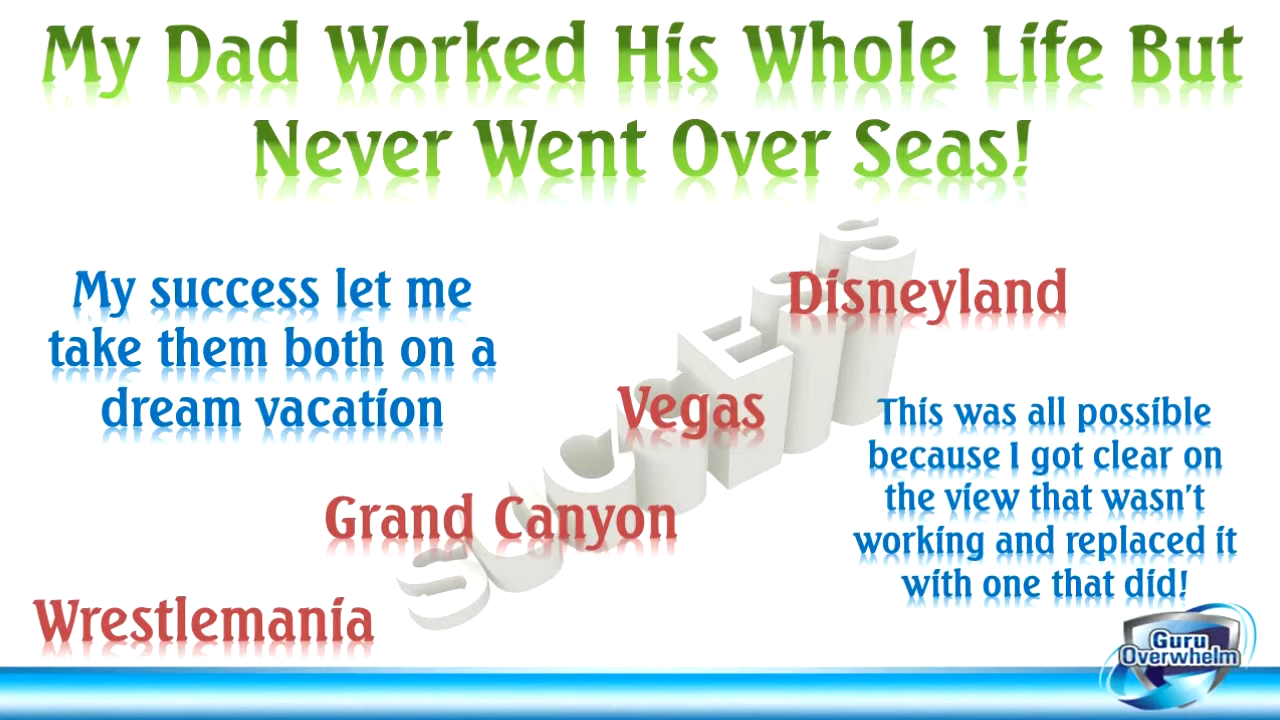 My Dad Worked His Whole Life But
Never Went Over Seas!
My success let me
take them both on a
dream vacation
Disneyland
Vegas
Grand Canyon
Wrestlemania
SUCCESS
This was all possible
because I got clear on
the view that wasn't
working and replaced it
with one that did!
Guru
Overwhelm